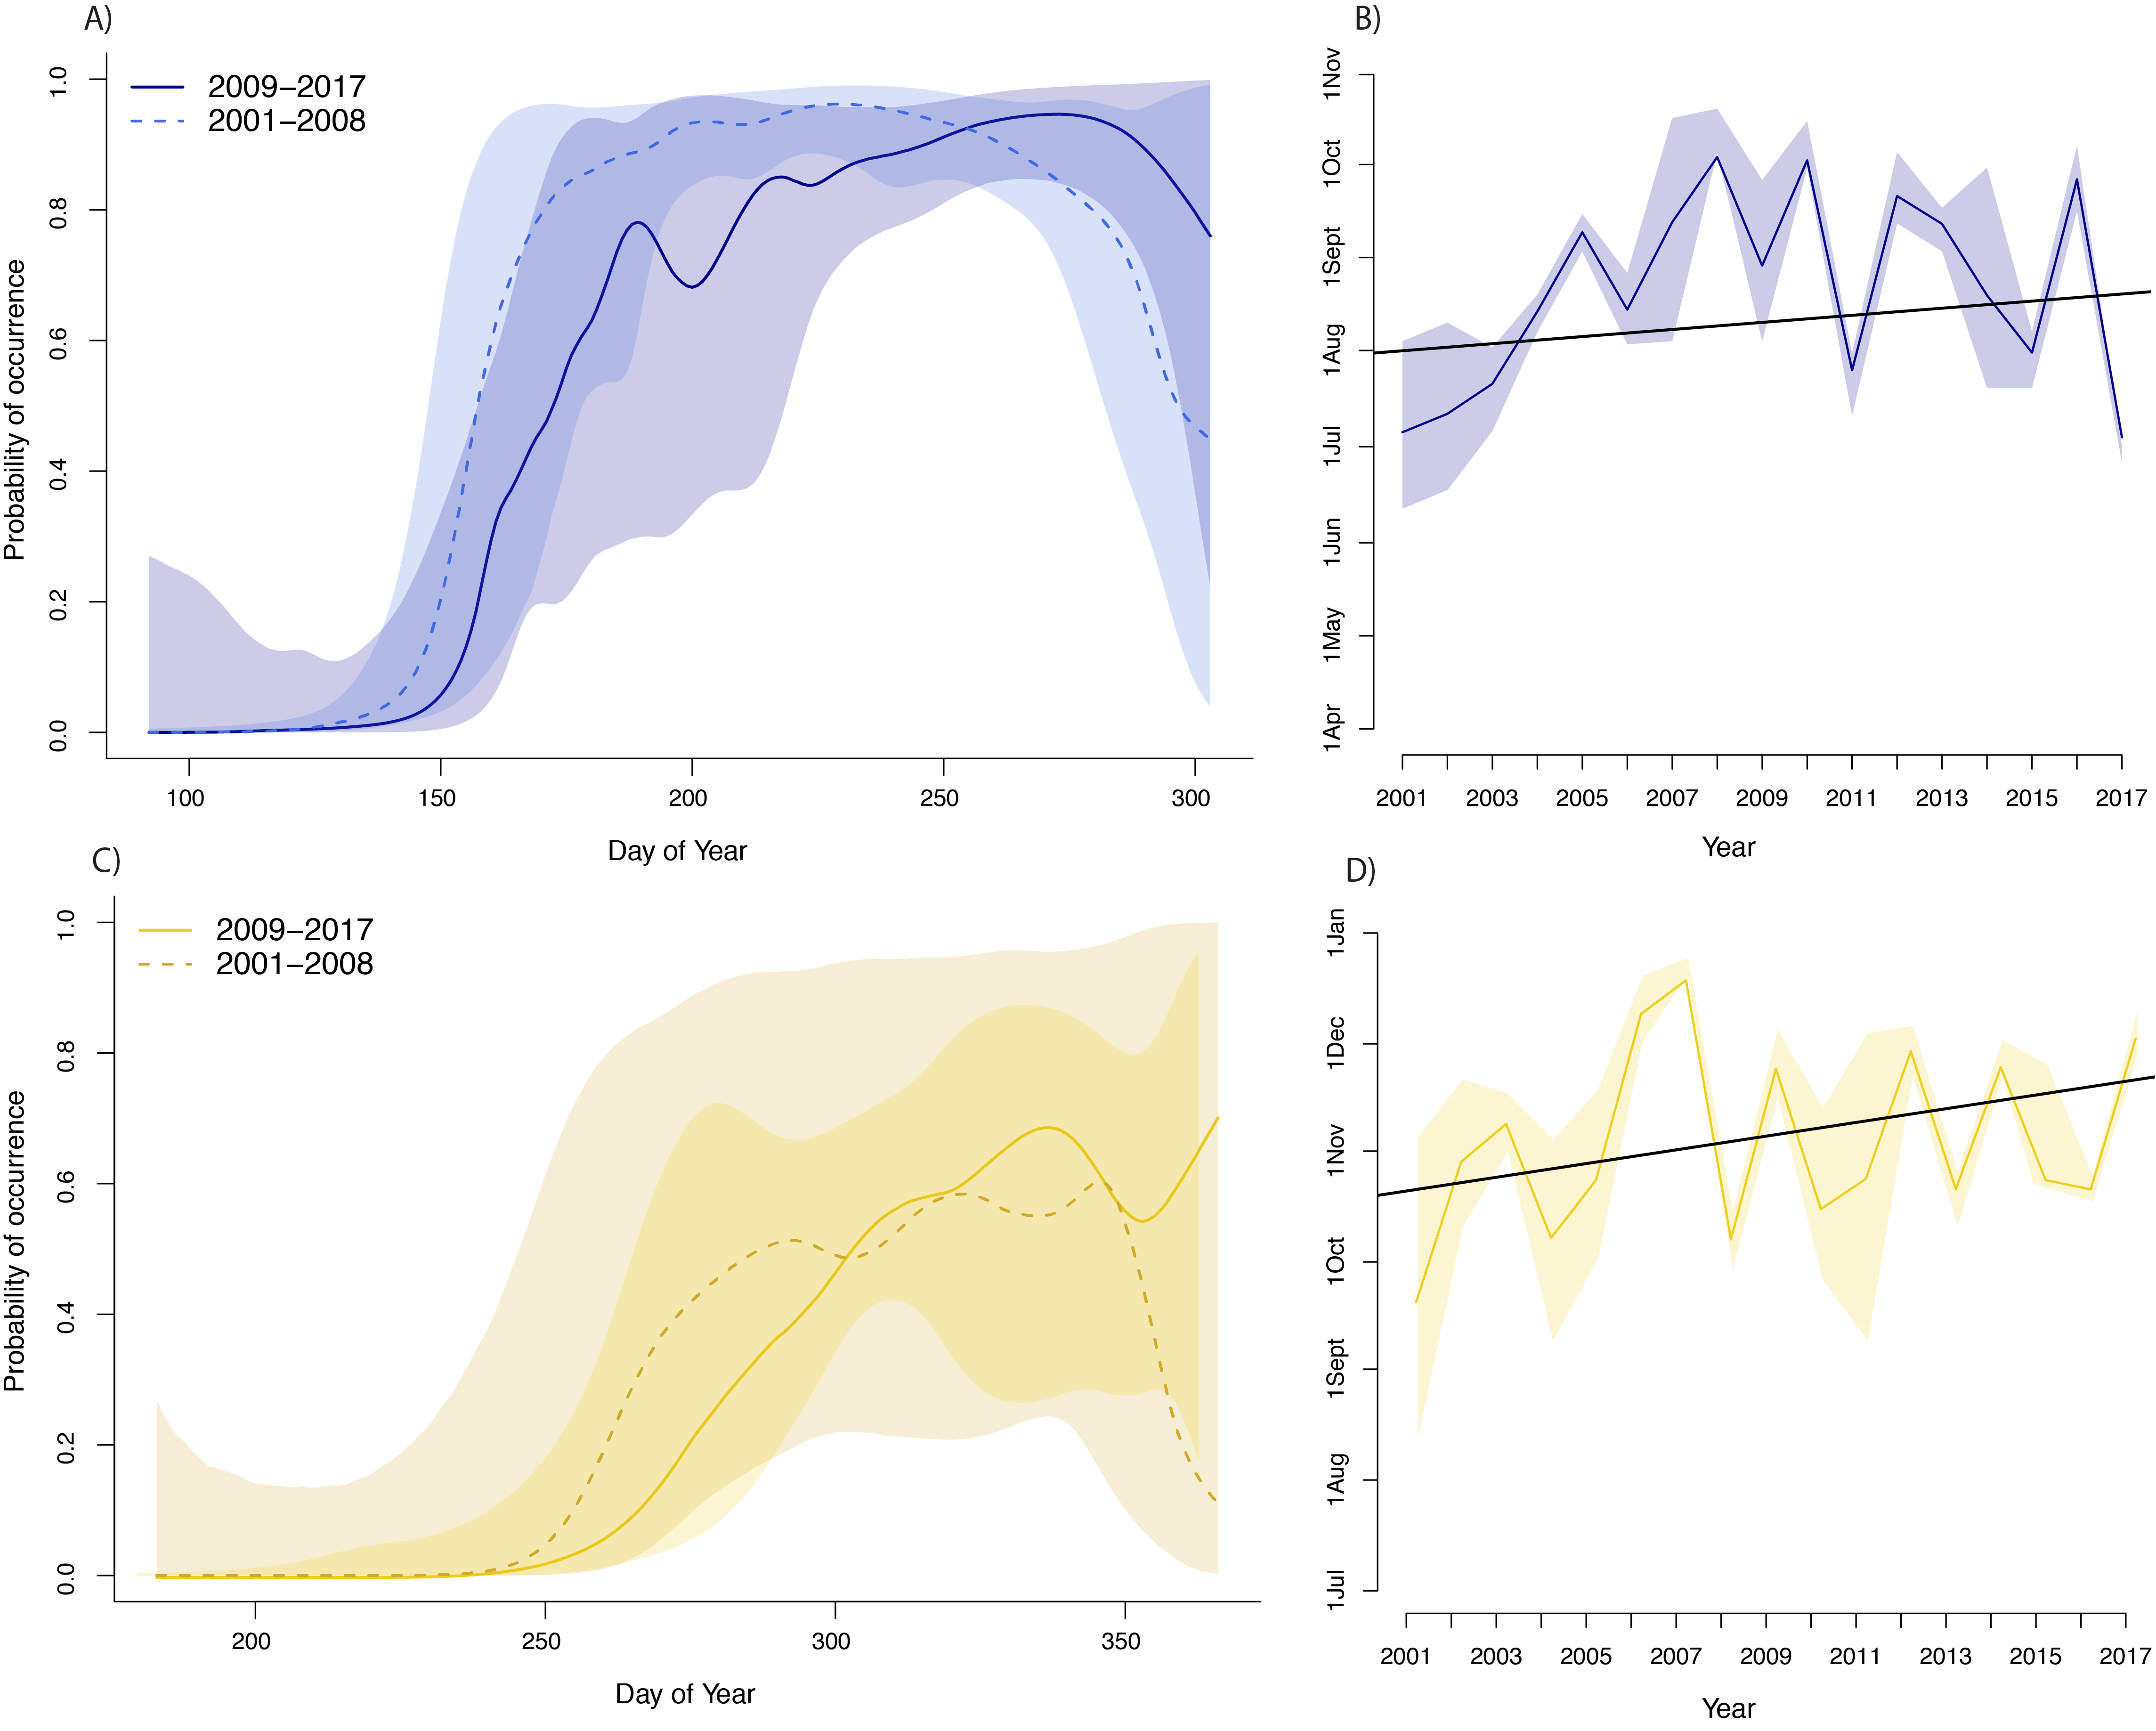 A)
2009–2017
2001–2008
1.0
0.8
0.6
0.4
0.2
0.0
Probability of occurrence
100 150 200 250 300
Day of Year
B)
1Nov
1Oct
1Sept
1Aug
1Jul
1Jun
1May
1Apr
2001 2003 2005 2007 2009 2011 2013 2015 2017
Year
C)
2009–2017
2001–2008
1.0
0.8
0.6
0.4
0.2
0.0
Probability of occurrence
200 250 300 350
Day of Year
D)
1Jan
1Dec
1Nov
1Oct
1Sept
1Aug
1Jul
2001 2003 2005 2007 2009 2011 2013 2015 2017
Year